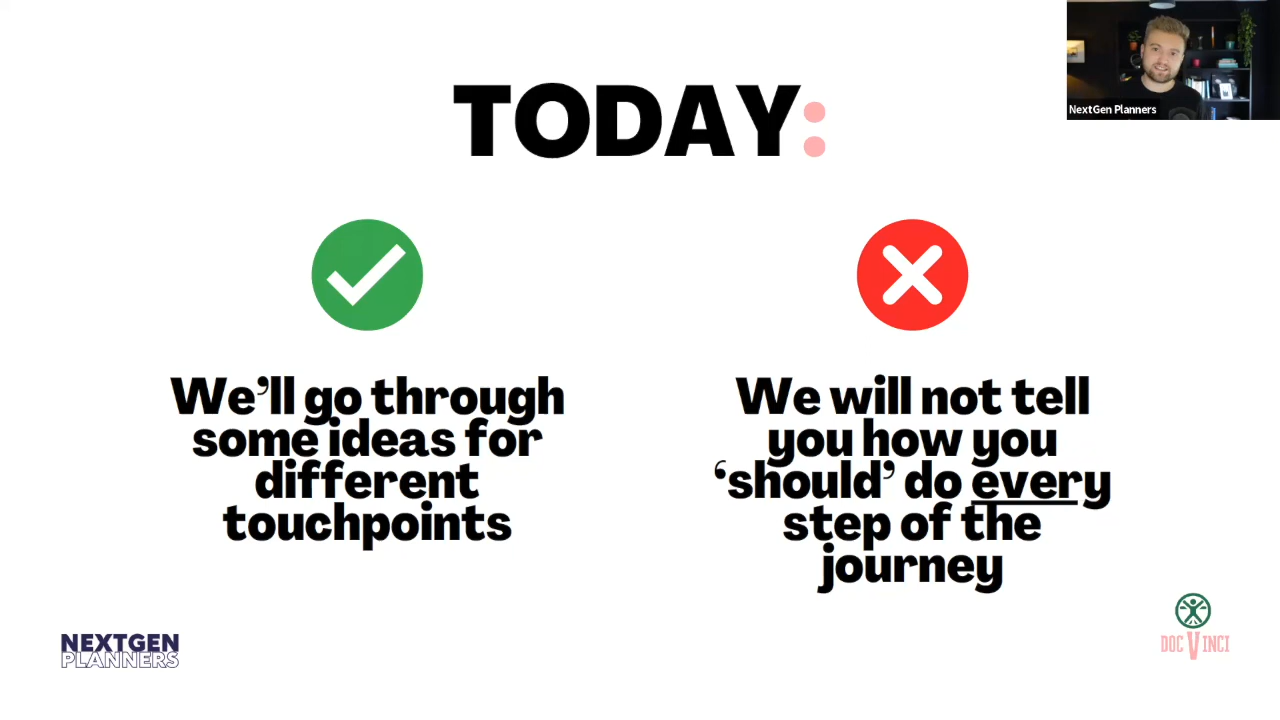 TODAY:
NextGen Planners
We’ll go through
some ideas for
different
touchpoints
We will not tell
you how you
‘should’ do every
step of the
journey
NEXTGEN
PLANNERS
DOC VINCI